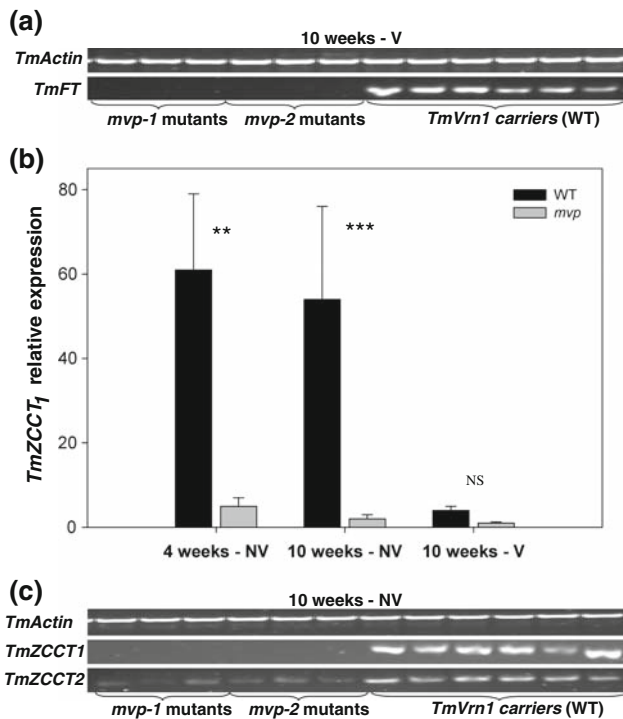 (a)
10 weeks - V
TmActin
TmFT
mvp-1 mutants mvp-2 mutants TmVrn1 carriers (WT)
(b)
TmZCCT1 relative expression
80
60
40
20
0
** *** NS
WT
mvp
4 weeks - NV 10 weeks - NV 10 weeks - V
(c)
10 weeks - NV
TmActin
TmZCCT1
TmZCCT2
mvp-1 mutants mvp-2 mutants TmVrn1 carriers (WT)